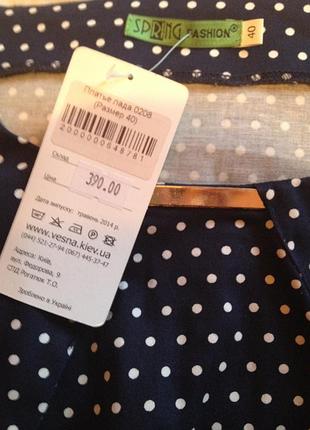 SPRING
FASHION®
40
Платье лада 0208
(Размер 40)
2000000648781
Склад
Ціна
390.00
Дата випуску: травень 2014 р.
www.vesna.kiev.ua
(044) 521-27-94 (067) 445-37-47
Адреса: Київ,
вул. Федорова, 9
СПД Рогатюк Т.О.
Зроблено в Україні